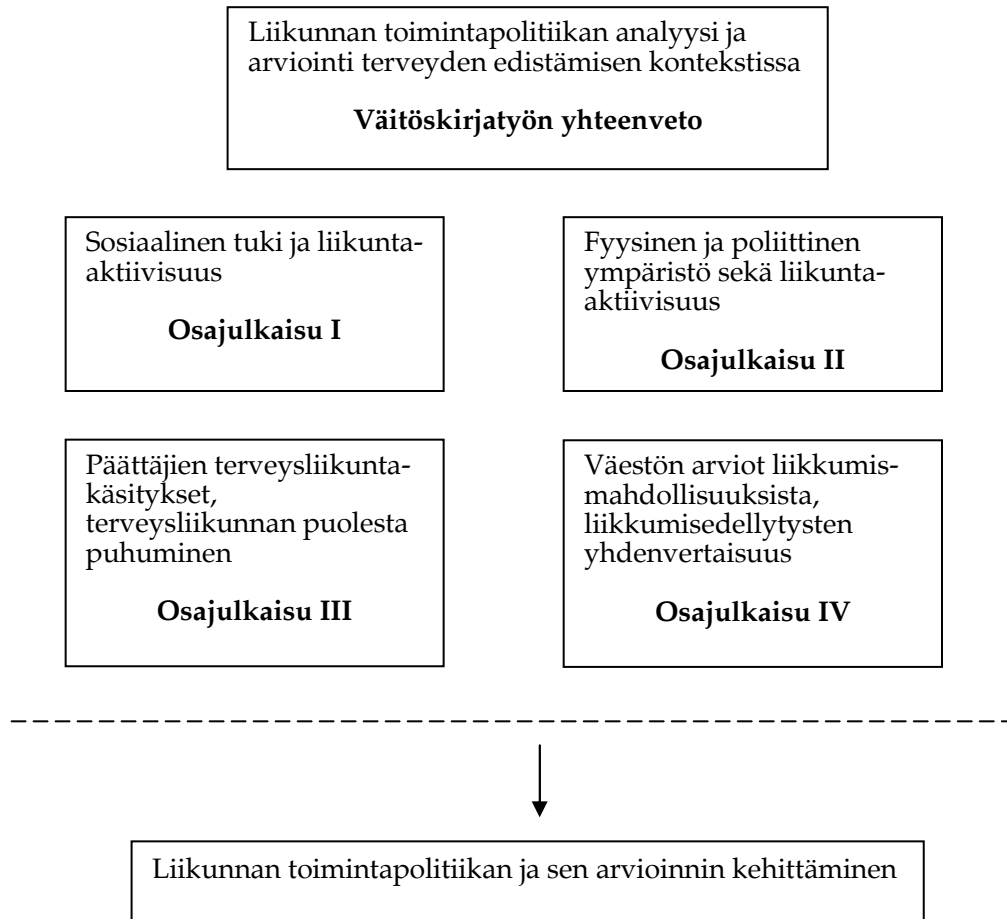 Liikunnan toimintapolitiikan analyysi ja
arviointi terveyden edistämisen kontekstissa
Väitöskirjatyön yhteenveto
Sosiaalinen tuki ja liikunta-
aktiivisuus
Osajulkaisu I
Fyysinen ja poliittinen
ympäristö sekä liikunta-
aktiivisuus
Osajulkaisu II
Päättäjien terveysliikunta-
käsitykset,
terveysliikunnan puolesta
puhuminen
Osajulkaisu III
Väestön arviot liikkumis-
mahdollisuuksista,
liikkumisedellytysten
yhdenvertaisuus
Osajulkaisu IV
Liikunnan toimintapolitiikan ja sen arvioinnin kehittäminen